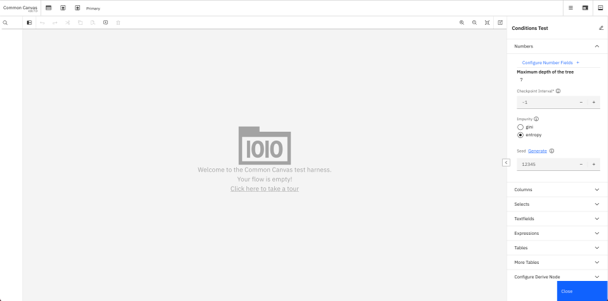 Common Canvas
Primary
Conditions Test
Numbers
Configure Number Fields
Maximum depth of the tree
?
Checkpoint Interval*
-1
Impurity
gini
entropy
Seed Generate
12345
Columns
Selects
Textfields
Expressions
Tables
More Tables
Configure Derive Node
Close
Welcome to the Common Canvas test harness.
Your flow is empty!
Click here to take a tour